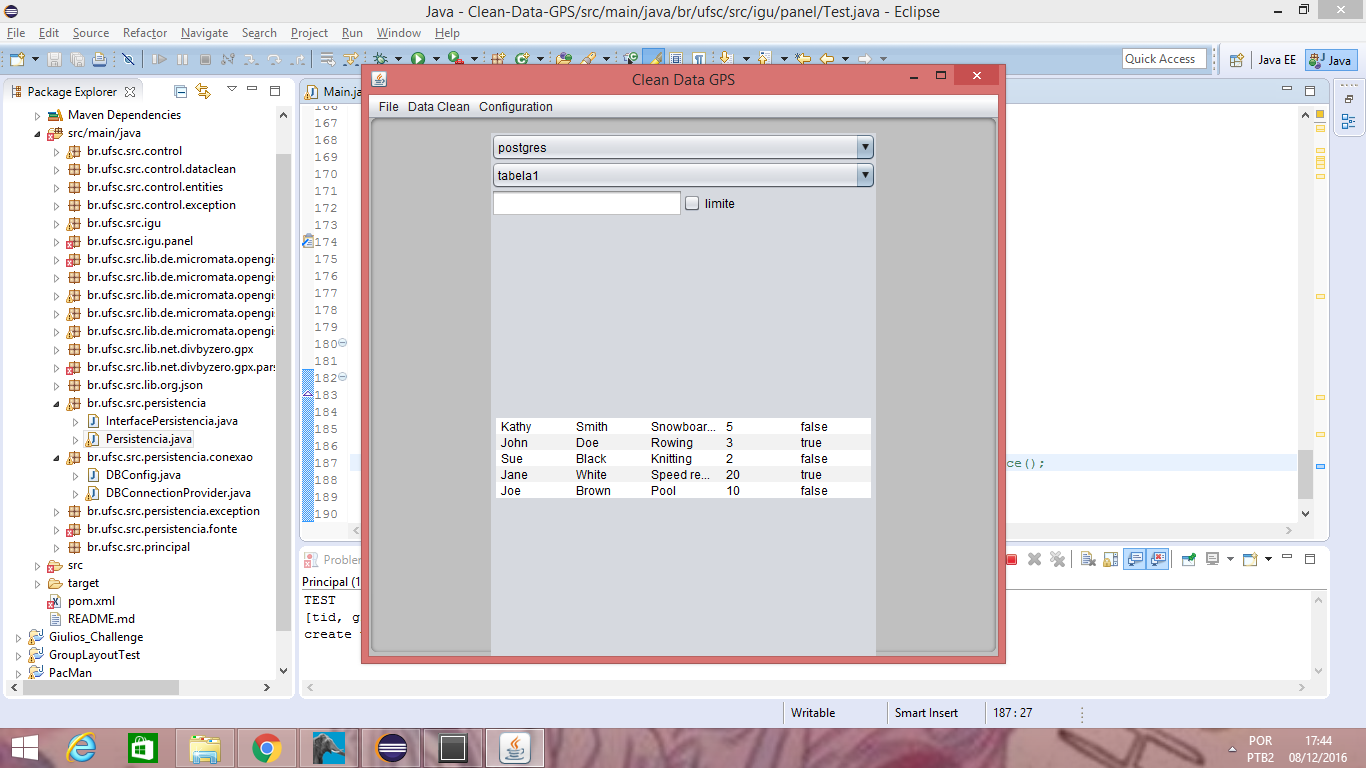 Java - Clean-Data-GPS/src/main/java/br/ufsc/src/igu/panel/Test.java - Eclipse
File Edit Source Refactor Navigate Search Project Run Window Help
Quick Access
Java EE
Java
Package Explorer
Maven Dependencies
src/main/java
br.ufsc.src.control
br.ufsc.src.control.dataclean
br.ufsc.src.control.entities
br.ufsc.src.control.exception
br.ufsc.src.igu
br.ufsc.src.igu.panel
br.ufsc.src.lib.de.micromata.opengi
br.ufsc.src.lib.de.micromata.opengi
br.ufsc.src.lib.de.micromata.opengi
br.ufsc.src.lib.de.micromata.opengi
br.ufsc.src.lib.de.micromata.opengi
br.ufsc.src.lib.net.divbyzero.gpx
br.ufsc.src.lib.net.divbyzero.gpx.pars
br.ufsc.src.lib.org.json
br.ufsc.src.persistencia
InterfacePersistencia.java
Persistencia.java
br.ufsc.src.persistencia.conexao
DBConfig.java
DBConnectionProvider.java
br.ufsc.src.persistencia.exception
br.ufsc.src.persistencia.fonte
br.ufsc.src.principal
src
target
pom.xml
README.md
Giulios_Challenge
GroupLayoutTest
PacMan
Main.ja
166
167
168
169
170
171
172
173
174
175
176
177
178
179
180
181
182
183
184
185
186
187 ce();
188
189
190
Clean Data GPS
File Data Clean Configuration
postgres
tabela1
limite
Kathy Smith Snowboar... 5 false
John Doe Rowing 3 true
Sue Black Knitting 2 false
Jane White Speed re... 20 true
Joe Brown Pool 10 false
Problem
Principal (1
TEST
[tid, g
create
Writable
Smart Insert
187 : 27
POR
PTB2
17:44
08/12/2016